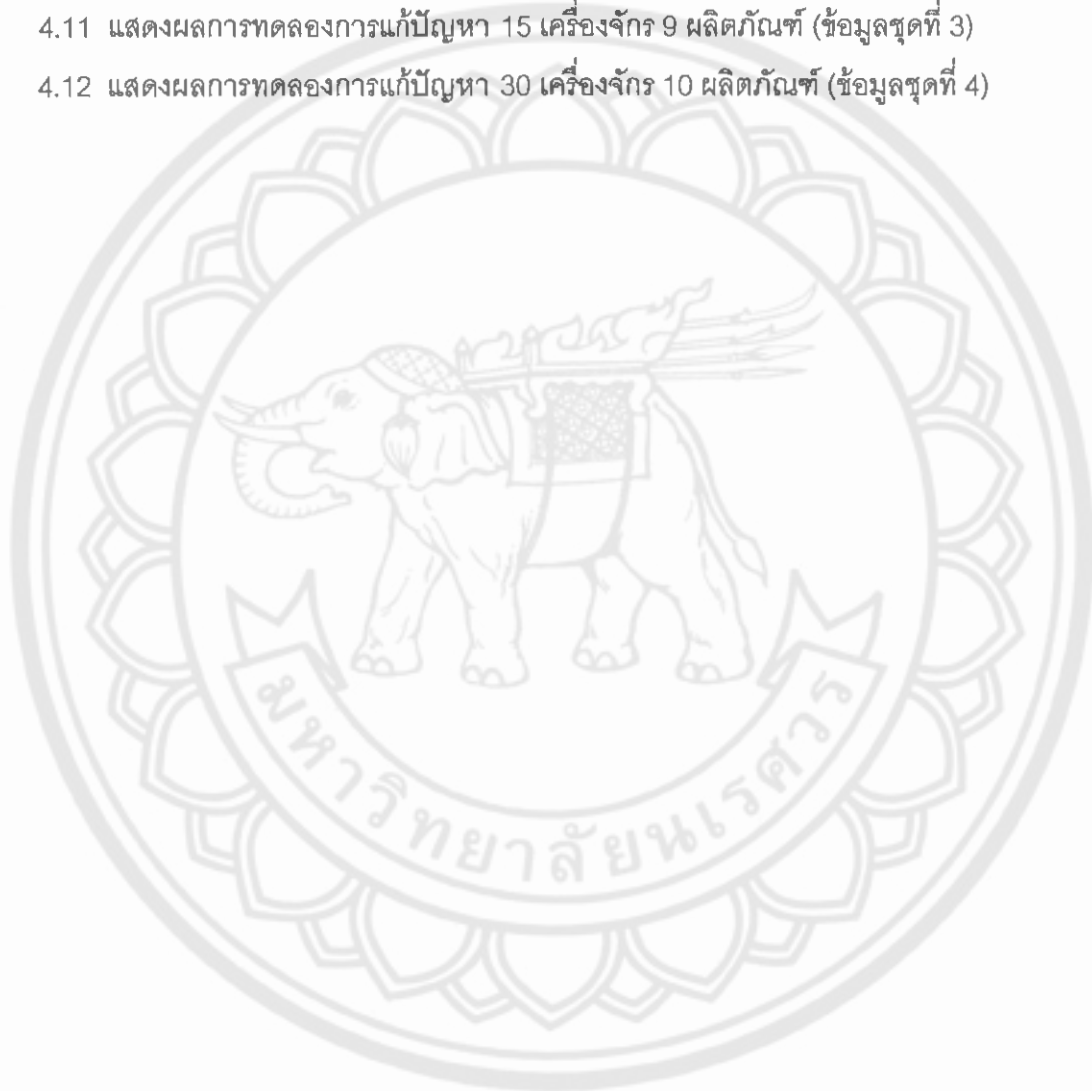 4.11 แสดงผลการทดลองการแก้ปัญหา 15 เครื่องจักร 9 ผลิตภัณฑ์ (ข้อมูลชุดที่ 3)
4.12 แสดงผลการทดลองการแก้ปัญหา 30 เครื่องจักร 10 ผลิตภัณฑ์ (ข้อมูลชุดที่ 4)
มหาวิทยาลัยนเรศวร